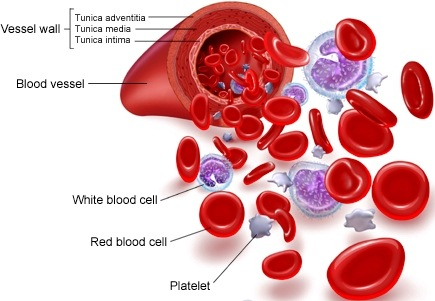 Tunica adventitia
Vessel wall
Tunica media
Tunica intima
Blood vessel
White blood cell
Red blood cell
Platelet